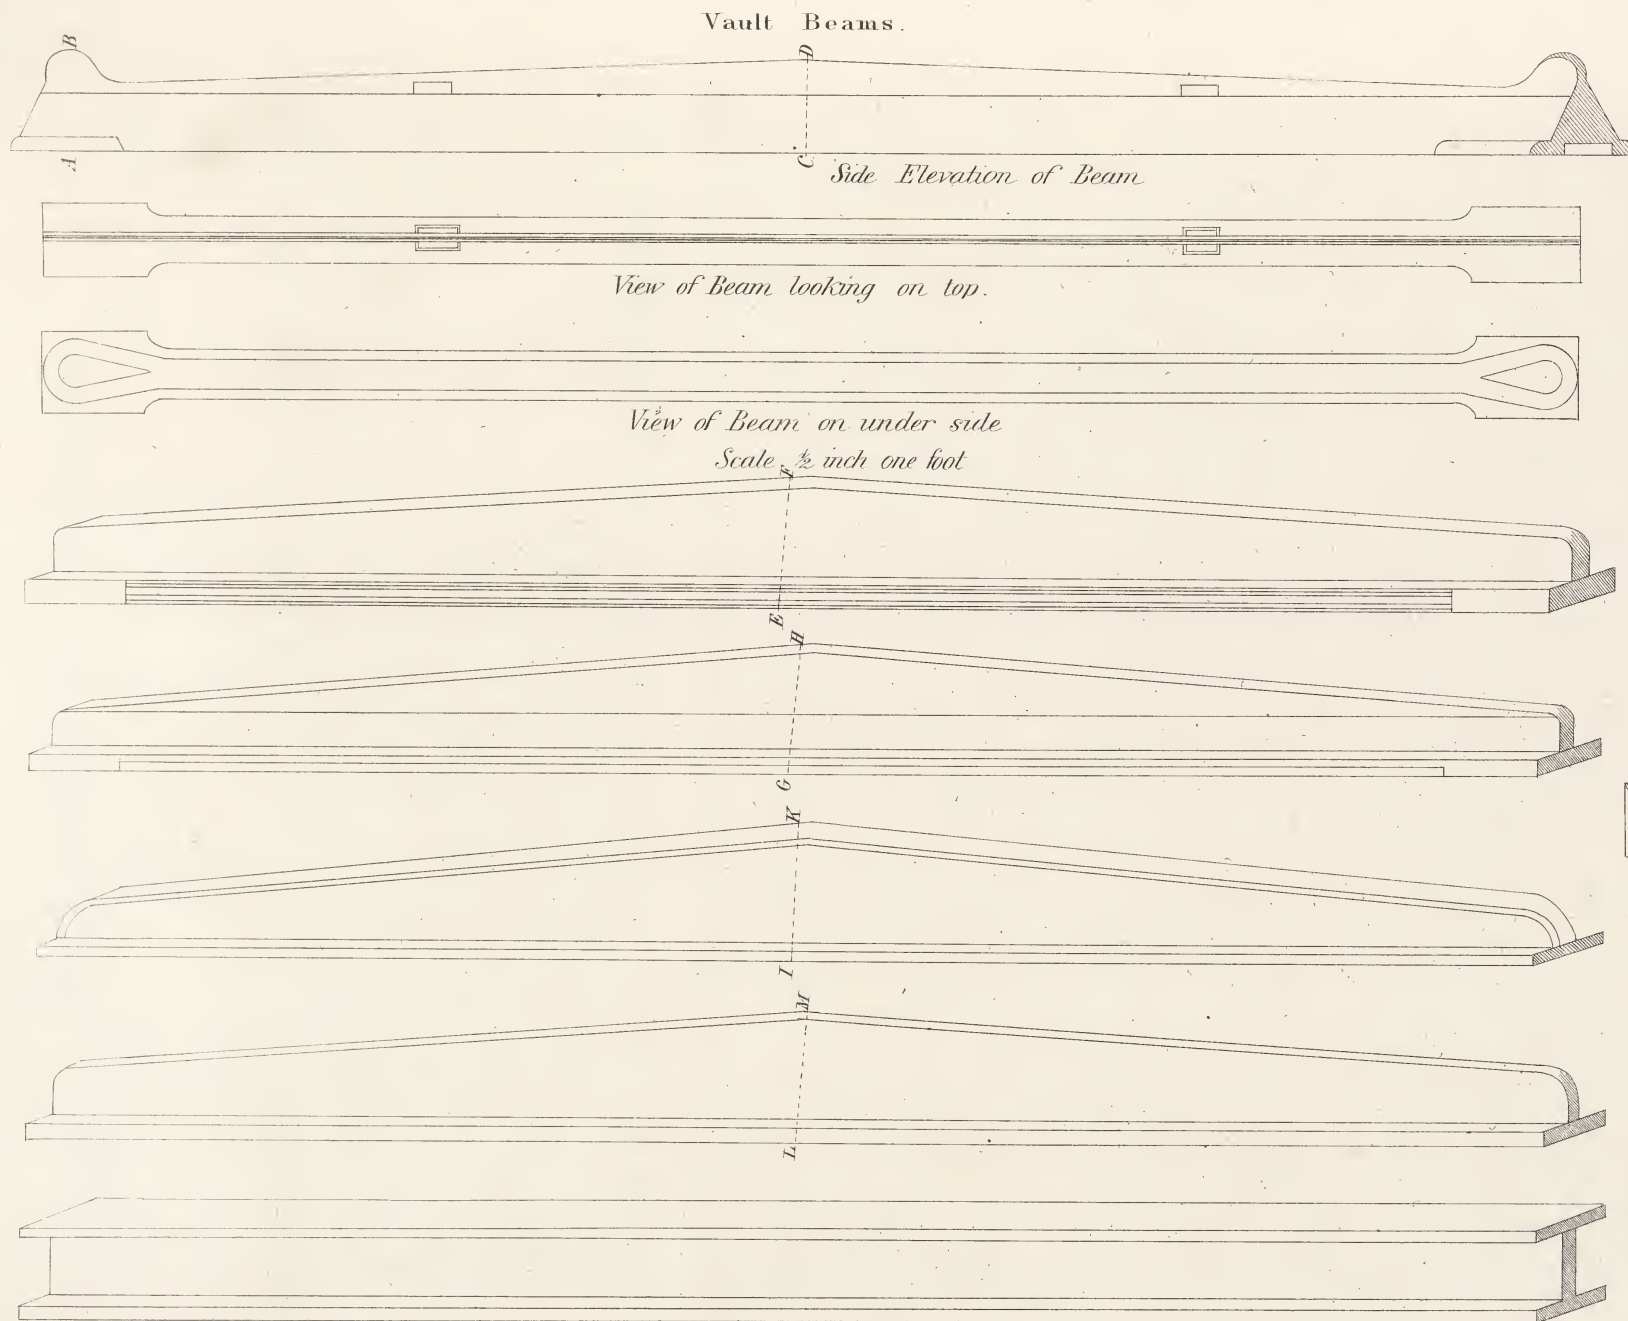 Vault Beams.
B
D
A
C
Side Elevation of Beam
View of Beam looking on top.
View of Beam on under side
Scale ½ inch one foot
F
E
H
G
K
I
M
L